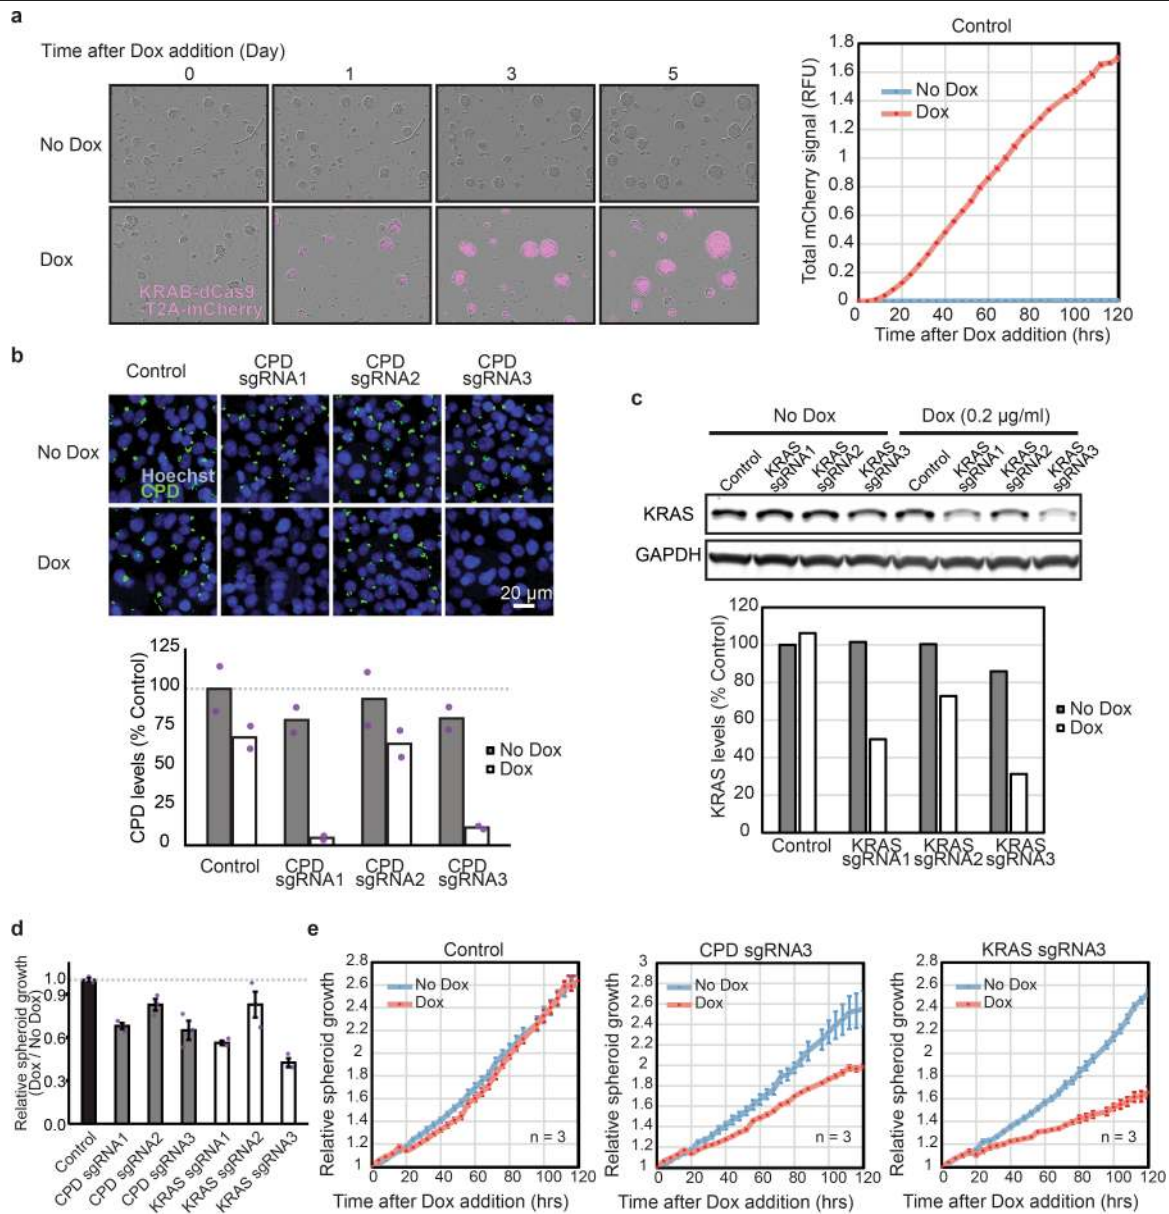 a
Time after Dox addition (Day)
0 1 3 5
No Dox
Dox
KRAB-dCas9
-T2A-mCherry
Control
Total mCherry signal (RFU)
1.8
1.6
1.4
1.2
1
0.8
0.6
0.4
0.2
0
No Dox
Dox
0 20 40 60 80 100 120
Time after Dox addition (hrs)
b
Control CPD sgRNA1 CPD sgRNA2 CPD sgRNA3
No Dox
Hoechst
CPD
Dox
20 µm
CPD levels (% Control)
125
100
75
50
25
0
No Dox
Dox
Control CPD sgRNA1 CPD sgRNA2 CPD sgRNA3
c
No Dox Dox (0.2 µg/ml)
Control KRAS sgRNA1 KRAS sgRNA2 KRAS sgRNA3 Control KRAS sgRNA1 KRAS sgRNA2 KRAS sgRNA3
KRAS
GAPDH
KRAS levels (% Control)
120
100
80
60
40
20
0
No Dox
Dox
Control KRAS sgRNA1 KRAS sgRNA2 KRAS sgRNA3
d
Relative spheroid growth
(Dox / No Dox)
1.0
0.9
0.6
0.3
0.0
Control CPD sgRNA1 CPD sgRNA2 CPD sgRNA3 KRAS sgRNA1 KRAS sgRNA2 KRAS sgRNA3
e
Control
Relative spheroid growth
2.8
2.6
2.4
2.2
2
1.8
1.6
1.4
1.2
1
No Dox
Dox
n = 3
0 20 40 60 80 100 120
Time after Dox addition (hrs)
CPD sgRNA3
Relative spheroid growth
3
2.8
2.6
2.4
2.2
2
1.8
1.6
1.4
1.2
1
No Dox
Dox
n = 3
0 20 40 60 80 100 120
Time after Dox addition (hrs)
KRAS sgRNA3
Relative spheroid growth
2.8
2.6
2.4
2.2
2
1.8
1.6
1.4
1.2
1
No Dox
Dox
n = 3
0 20 40 60 80 100 120
Time after Dox addition (hrs)